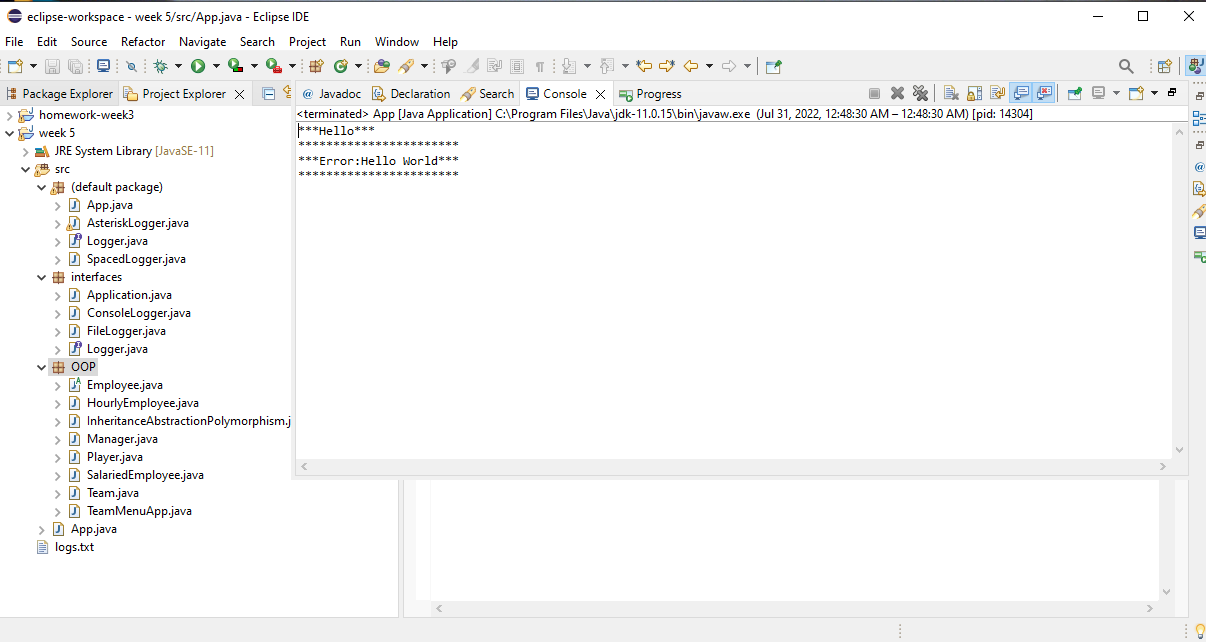 eclipse-workspace - week 5/src/App.java - Eclipse IDE
File Edit Source Refactor Navigate Search Project Run Window Help
Package Explorer Project Explorer
homework-week3
week 5
JRE System Library [JavaSE-11]
src
(default package)
App.java
AsteriskLogger.java
Logger.java
SpacedLogger.java
interfaces
Application.java
ConsoleLogger.java
FileLogger.java
Logger.java
OOP
Employee.java
HourlyEmployee.java
InheritanceAbstractionPolymorphism.j
Manager.java
Player.java
SalariedEmployee.java
Team.java
TeamMenuApp.java
App.java
logs.txt
@ Javadoc Declaration Search Console Progress
<terminated> App [Java Application] C:\Program Files\Java\jdk-11.0.15\bin\javaw.exe (Jul 31, 2022, 12:48:30 AM – 12:48:30 AM) [pid: 14304]
***Hello***
***********************
***Error:Hello World***
***********************